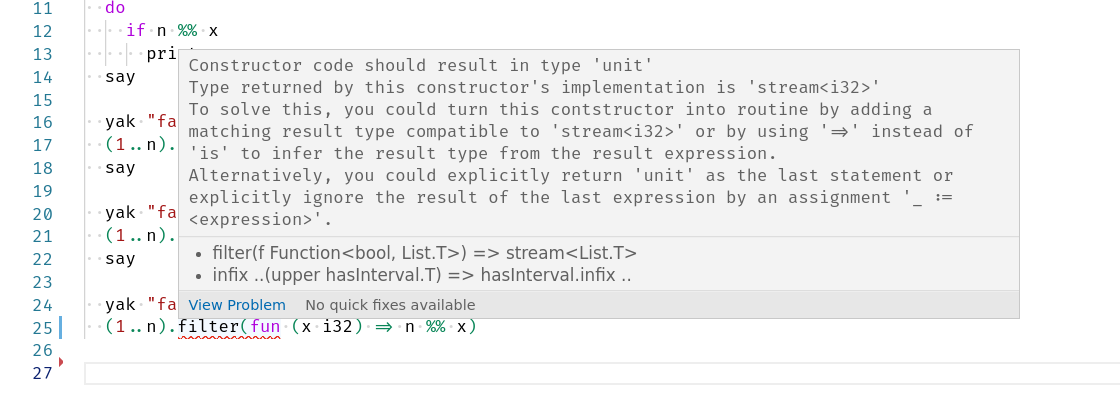 11 do
12 if n %% x
13 pri
14 say
15
16 yak "fa
17 (1..n).
18 say
19
20 yak "fa
21 (1..n).
22 say
23
24 yak "fa
25 (1..n).filter(fun (x i32) => n %% x)
26
27
Constructor code should result in type 'unit'
Type returned by this constructor's implementation is 'stream<i32>'
To solve this, you could turn this contstructor into routine by adding a
matching result type compatible to 'stream<i32>' or by using '=>' instead of
'is' to infer the result type from the result expression.
Alternatively, you could explicitly return 'unit' as the last statement or
explicitly ignore the result of the last expression by an assignment '_ :=
<expression>'.
• filter(f Function<bool, List.T>) => stream<List.T>
• infix ..(upper hasInterval.T) => hasInterval.infix ..
View Problem No quick fixes available